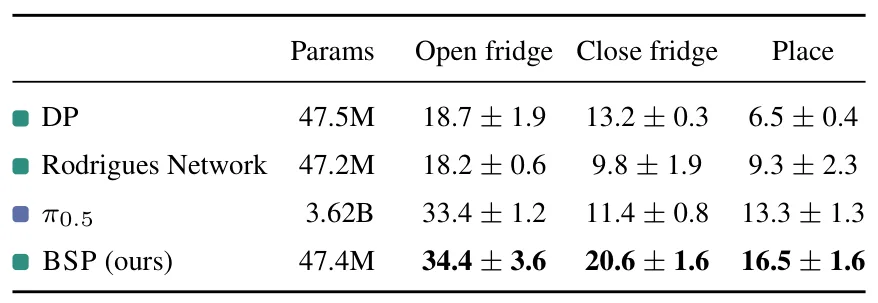 Params Open fridge Close fridge Place
DP 47.5M 18.7 ± 1.9 13.2 ± 0.3 6.5 ± 0.4
Rodrigues Network 47.2M 18.2 ± 0.6 9.8 ± 1.9 9.3 ± 2.3
π0.5 3.62B 33.4 ± 1.2 11.4 ± 0.8 13.3 ± 1.3
BSP (ours) 47.4M 34.4 ± 3.6 20.6 ± 1.6 16.5 ± 1.6